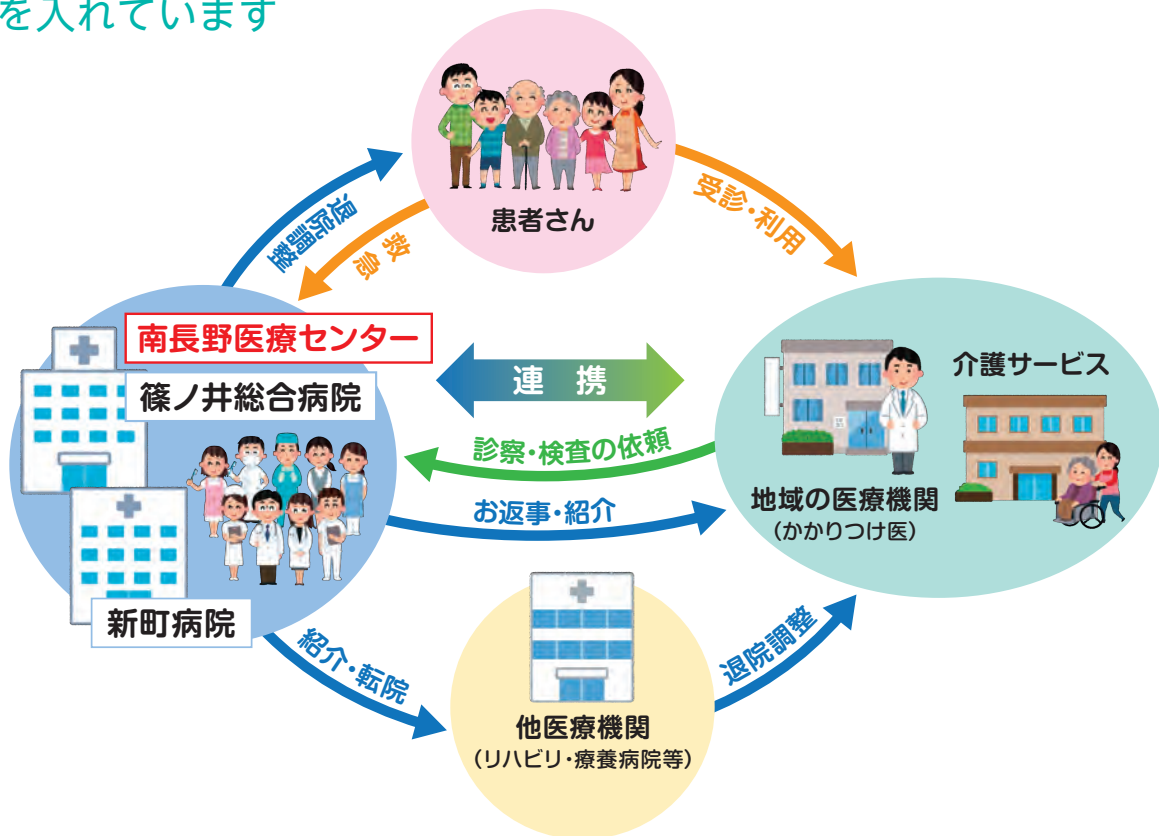 を入れています
患者さん
退院調整
救急
受診・利用
南長野医療センター
篠ノ井総合病院
新町病院
連 携
診察・検査の依頼
お返事・紹介
介護サービス
地域の医療機関
(かかりつけ医)
紹介・転院
退院調整
他医療機関
(リハビリ・療養病院等)